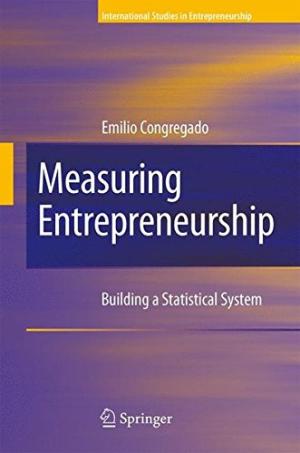 International Studies in Entrepreneurship
Emilio Congregado
Measuring
Entrepreneurship
Building a Statistical System
Springer